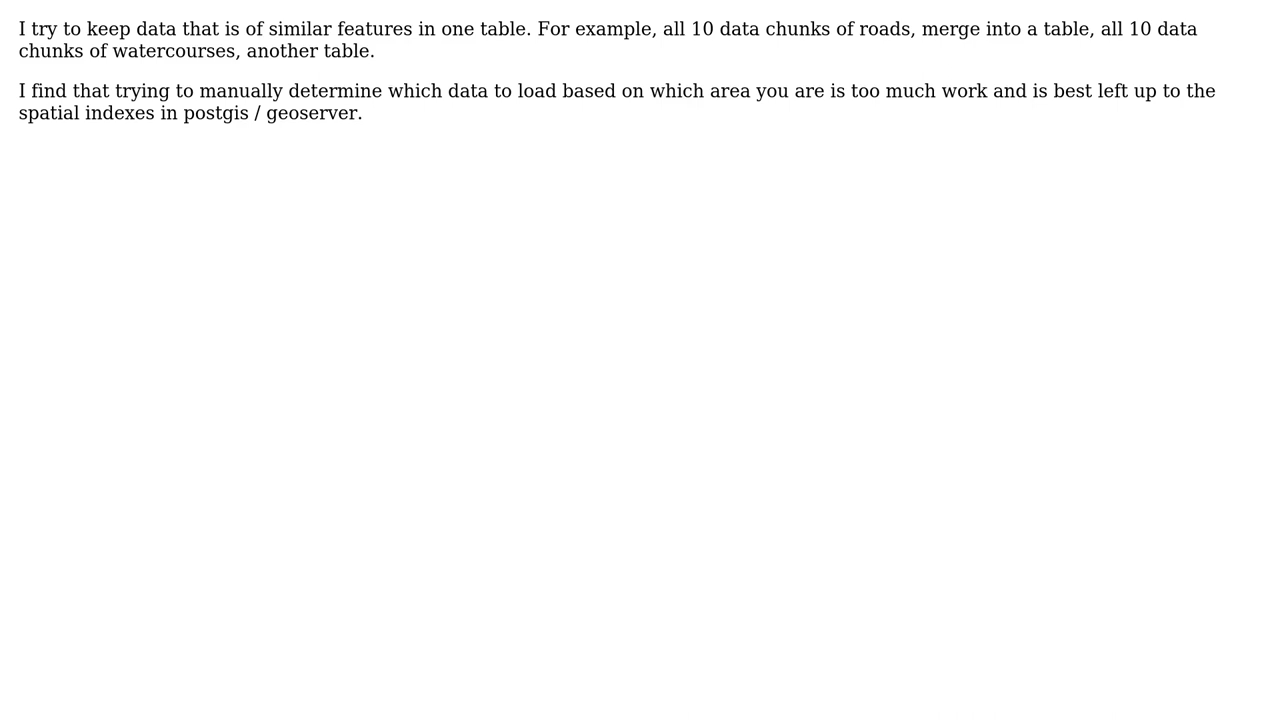 I try to keep data that is of similar features in one table. For example, all 10 data chunks of roads, merge into a table, all 10 data
chunks of watercourses, another table.
I find that trying to manually determine which data to load based on which area you are is too much work and is best left up to the
spatial indexes in postgis / geoserver.